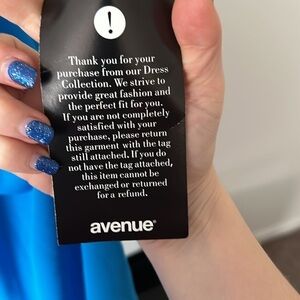 !
Thank you for your
purchase from our Dress
Collection. We strive to
provide great fashion and
the perfect fit for you.
If you are not completely
satisfied with your
purchase, please return
this garment with the tag
still attached. If you do
not have the tag attached,
this item cannot be
exchanged or returned
for a refund.
avenue®